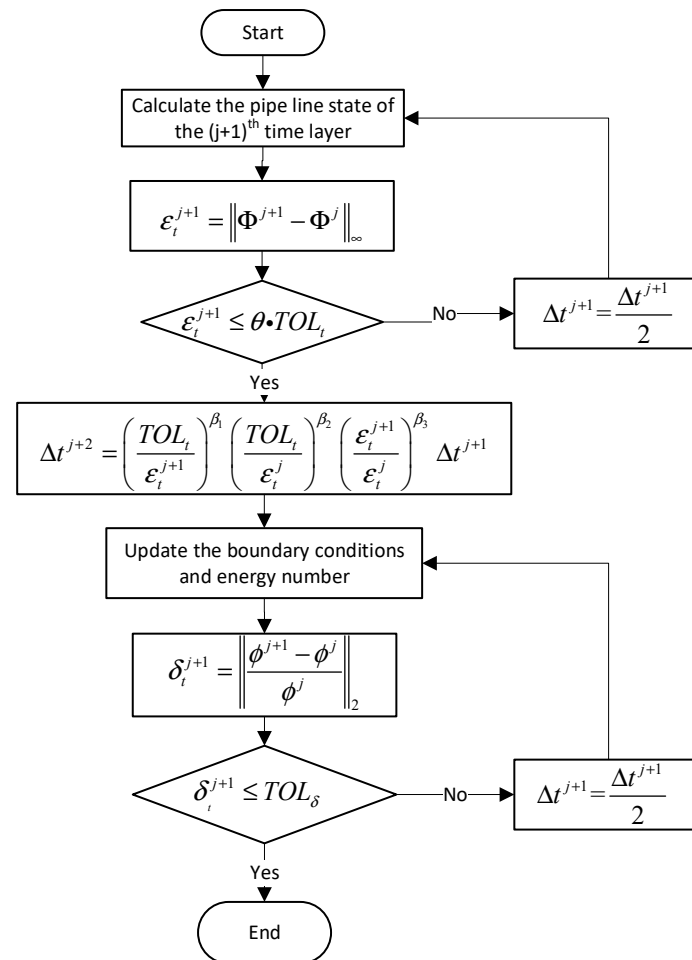 Start
Calculate the pipe line state of
the (j+1)^th time layer
ε_t^{j+1} = ‖Φ^{j+1} − Φ^j‖_∞
ε_t^{j+1} ≤ θ•TOL_t
No
Δt^{j+1} = Δt^{j+1} / 2
Yes
Δt^{j+2} = (TOL_t / ε_t^{j+1})^{β_1} (TOL_t / ε_t^j)^{β_2} (ε_t^{j+1} / ε_t^j)^{β_3} Δt^{j+1}
Update the boundary conditions
and energy number
δ_t^{j+1} = ‖(ϕ^{j+1} − ϕ^j) / ϕ^j‖_2
δ_t^{j+1} ≤ TOL_δ
No
Δt^{j+1} = Δt^{j+1} / 2
Yes
End